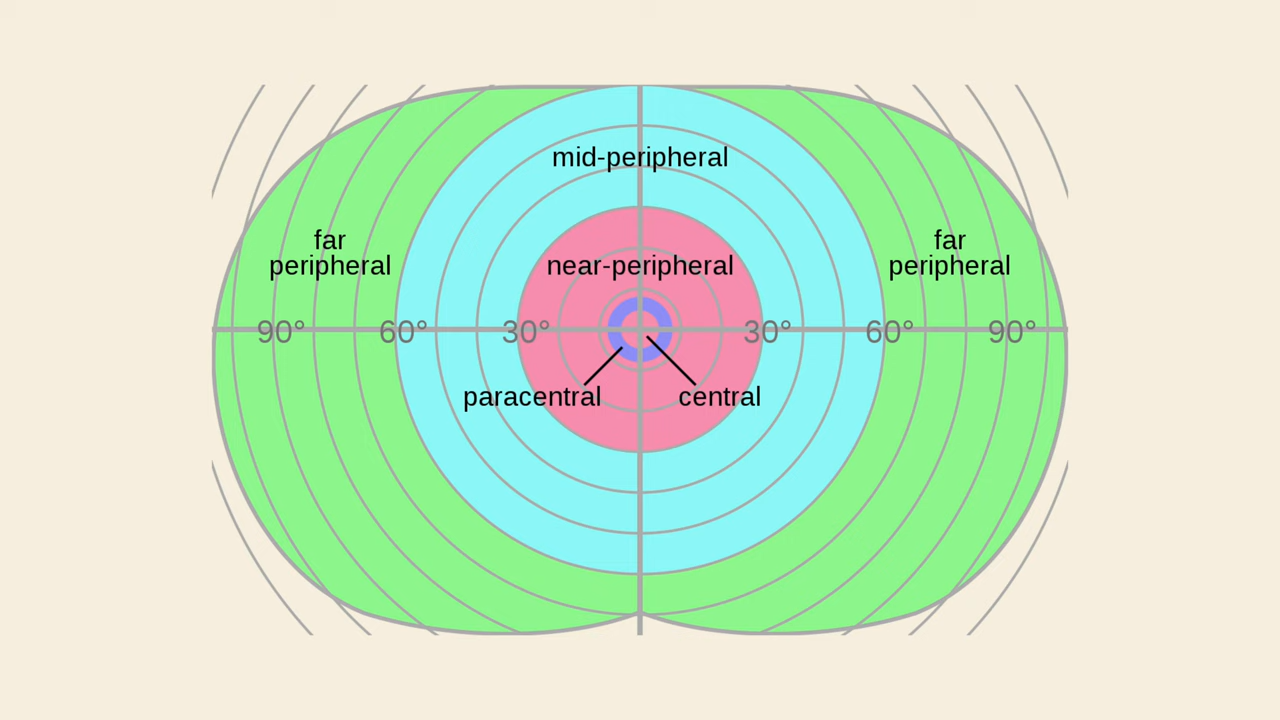 mid-peripheral
far
peripheral
near-peripheral
far
peripheral
90° 60° 30° 30° 60° 90°
paracentral central